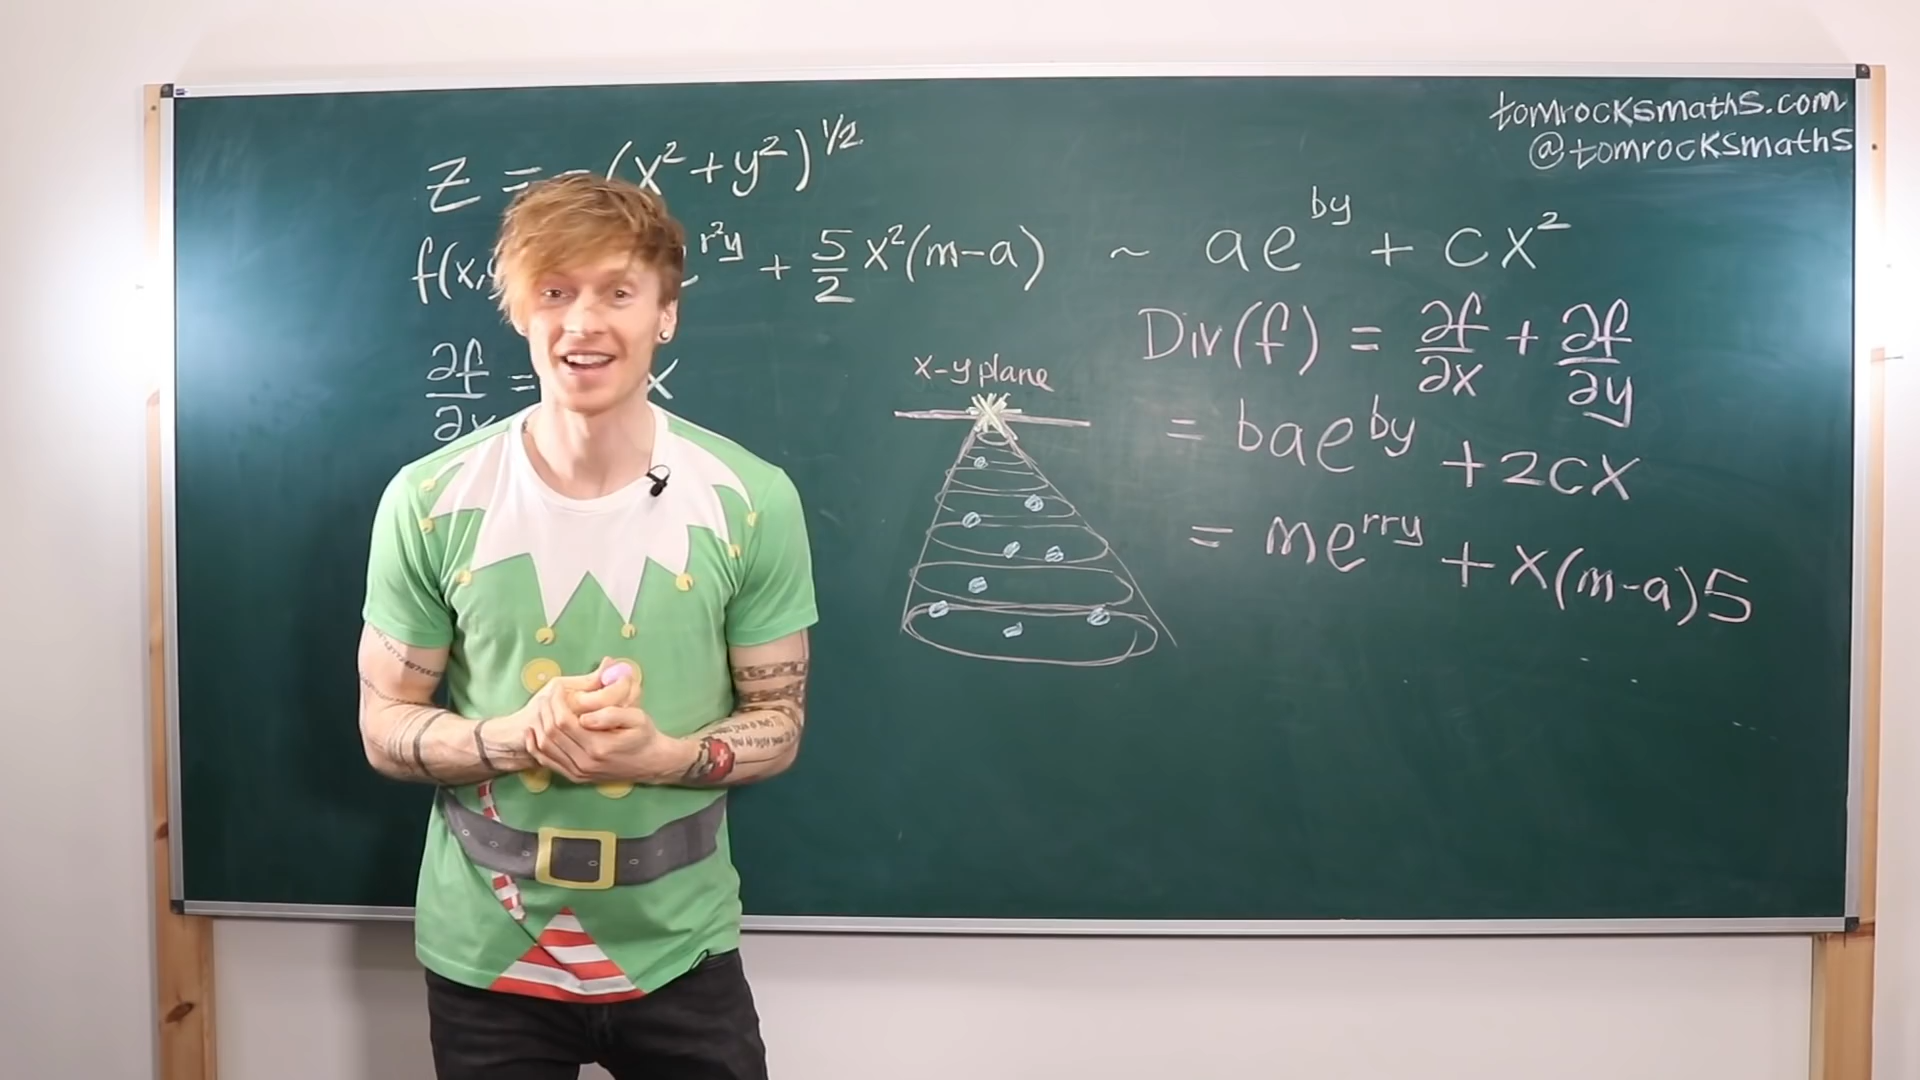 tomrocksmaths.com
@tomrocksmaths
z = - (x² + y²)^1/2
f(x, r²y + 5/2 x²(m-a) ~ ae^by + cx²
∂f/∂x = x
Div(f) = ∂f/∂x + ∂f/∂y
= bae^by + 2cx
= me^rry + x(m-a)5
x-y plane